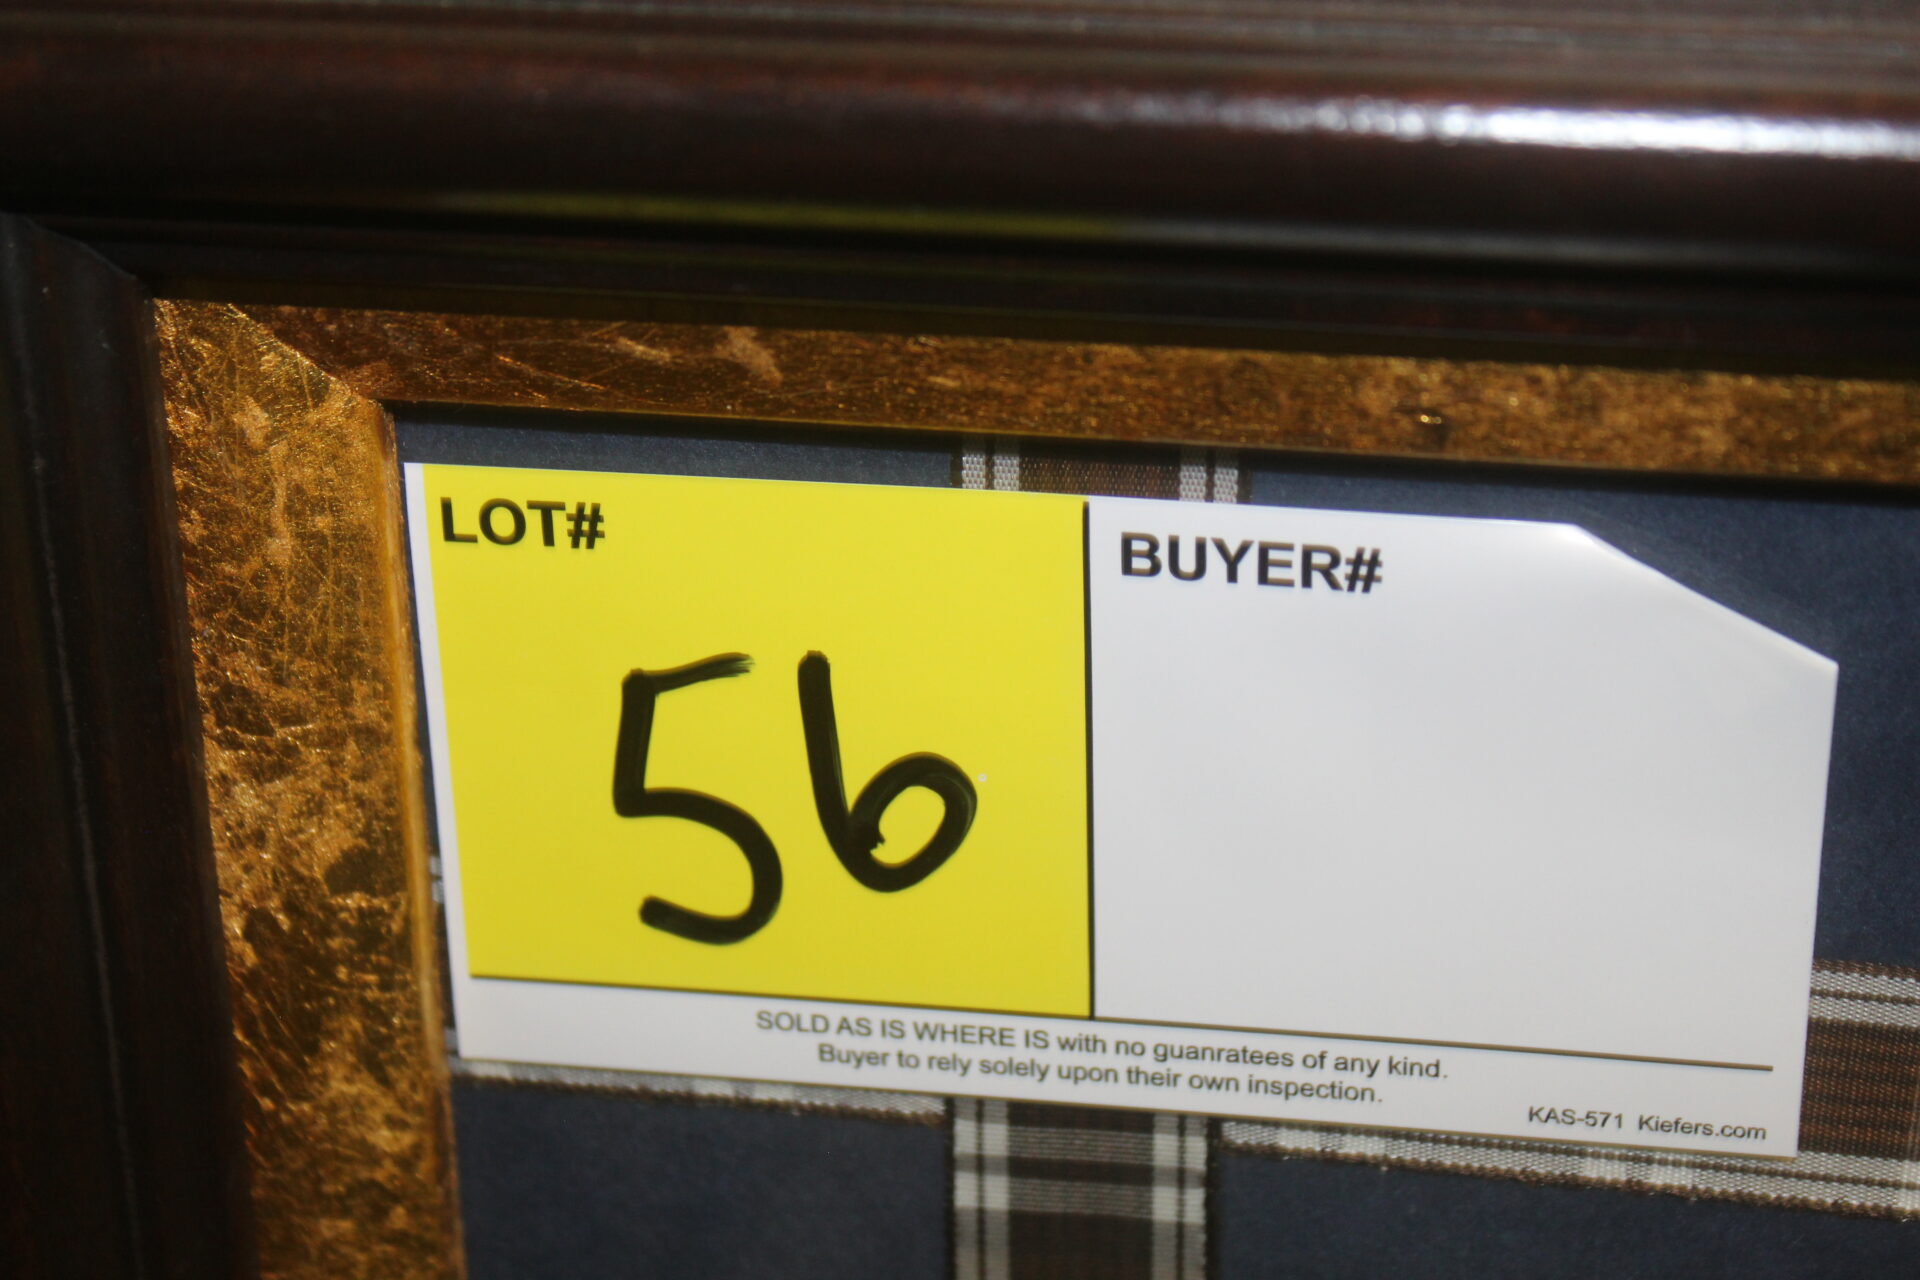 LOT#
BUYER#
56
SOLD AS IS WHERE IS with no guanratees of any kind.
Buyer to rely solely upon their own inspection.
KAS-571 Kiefers.com